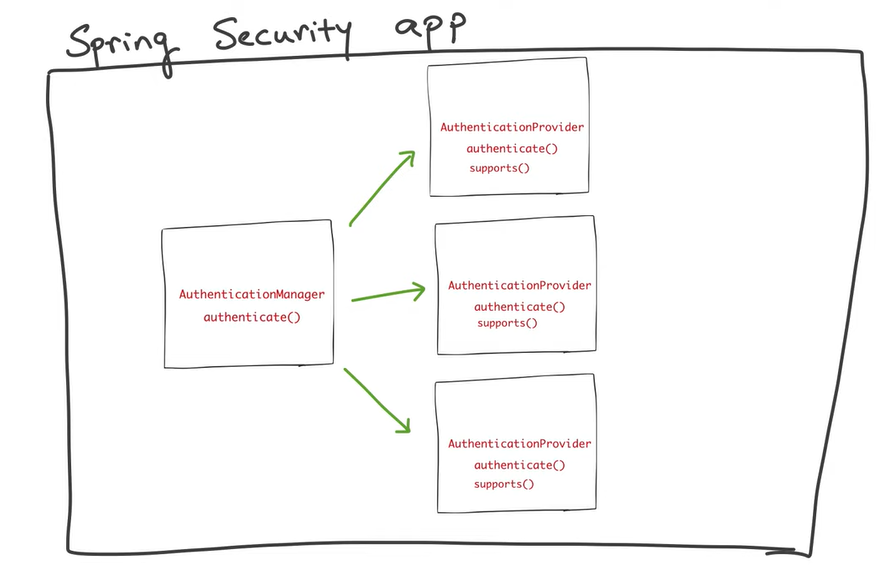 Spring Security app
AuthenticationProvider
authenticate()
supports()
AuthenticationManager
authenticate()
AuthenticationProvider
authenticate()
supports()
AuthenticationProvider
authenticate()
supports()